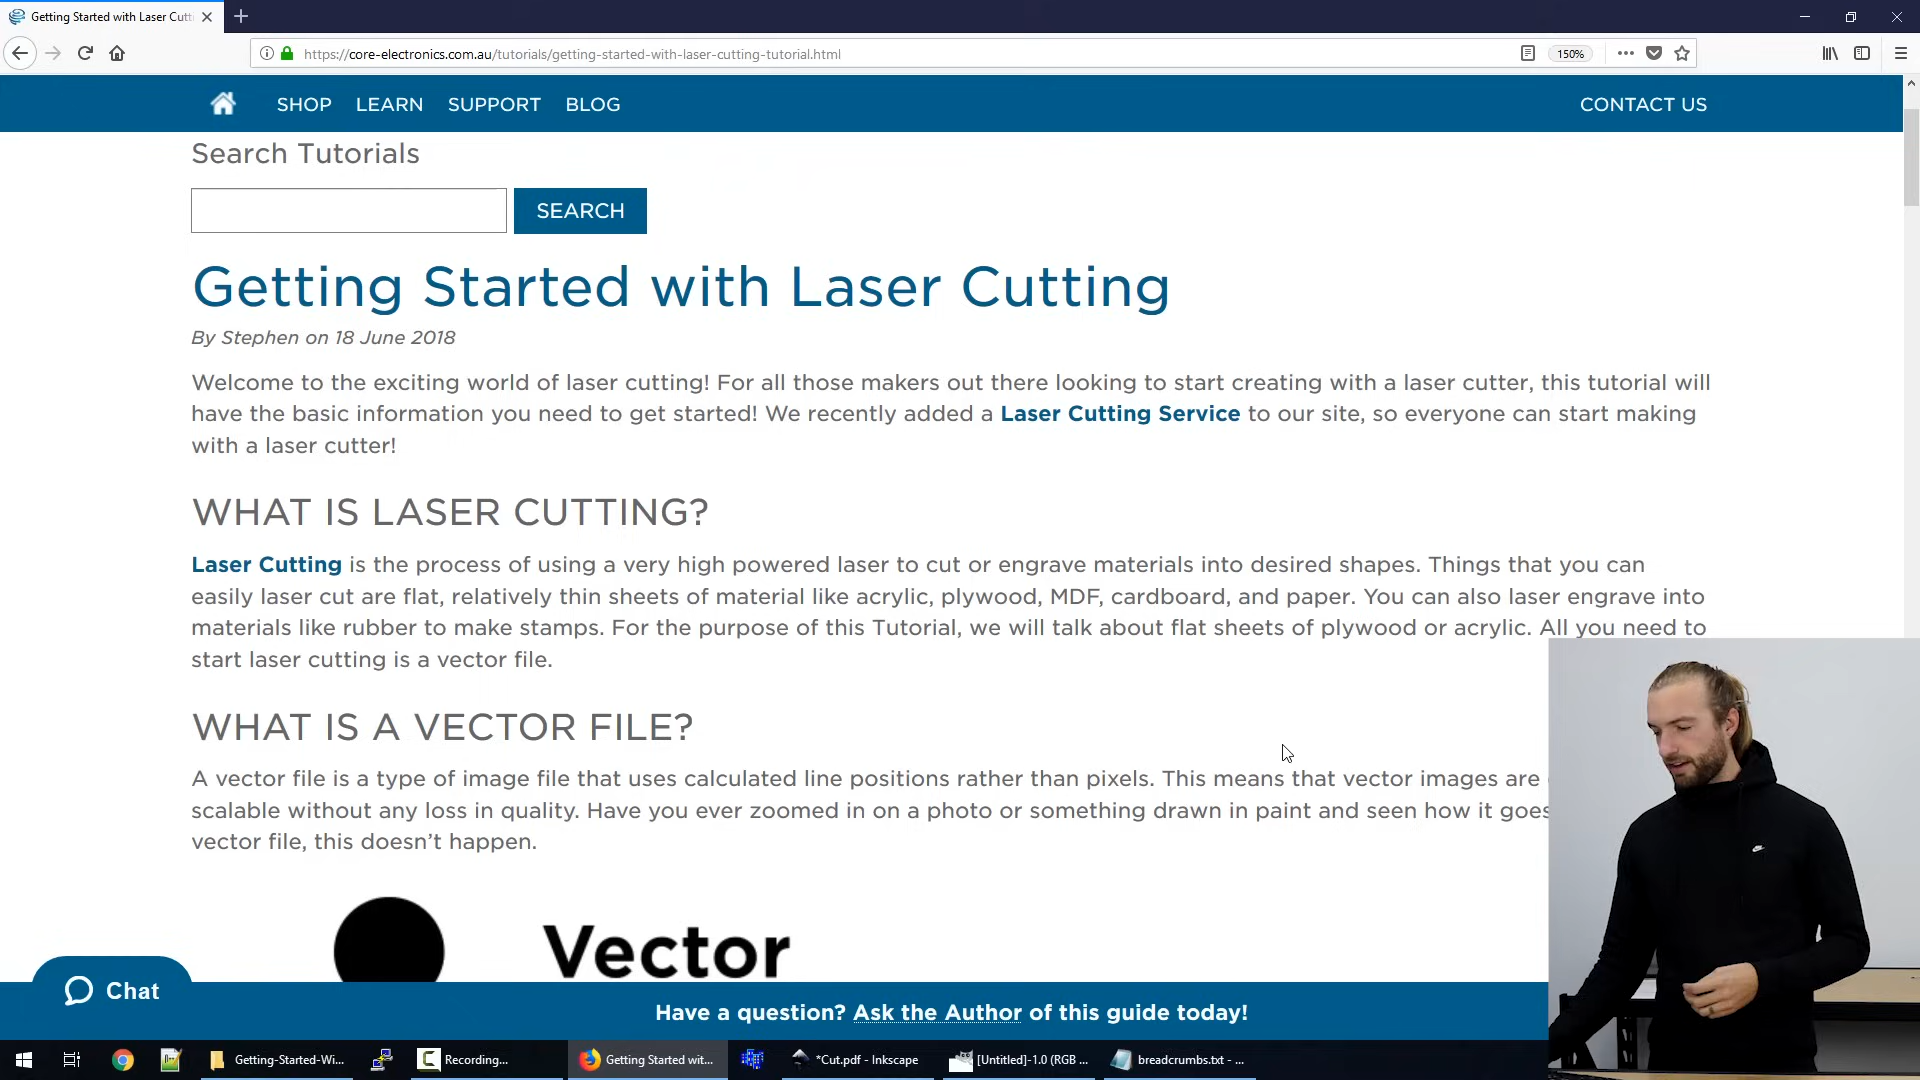 Getting Started with Laser Cutt
https://core-electronics.com.au/tutorials/getting-started-with-laser-cutting-tutorial.html
150%
SHOP LEARN SUPPORT BLOG CONTACT US
Search Tutorials
SEARCH
Getting Started with Laser Cutting
By Stephen on 18 June 2018
Welcome to the exciting world of laser cutting! For all those makers out there looking to start creating with a laser cutter, this tutorial will
have the basic information you need to get started! We recently added a Laser Cutting Service to our site, so everyone can start making
with a laser cutter!
WHAT IS LASER CUTTING?
Laser Cutting is the process of using a very high powered laser to cut or engrave materials into desired shapes. Things that you can
easily laser cut are flat, relatively thin sheets of material like acrylic, plywood, MDF, cardboard, and paper. You can also laser engrave into
materials like rubber to make stamps. For the purpose of this Tutorial, we will talk about flat sheets of plywood or acrylic. All you need to
start laser cutting is a vector file.
WHAT IS A VECTOR FILE?
A vector file is a type of image file that uses calculated line positions rather than pixels. This means that vector images are
scalable without any loss in quality. Have you ever zoomed in on a photo or something drawn in paint and seen how it goes
vector file, this doesn't happen.
Vector
Chat
Have a question? Ask the Author of this guide today!
Getting-Started-Wi... Recording... Getting Started wit... *Cut.pdf - Inkscape [Untitled]-1.0 (RGB ... breadcrumbs.txt - ...